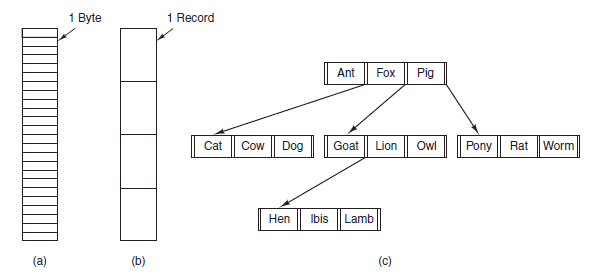 1 Byte
1 Record
Ant Fox Pig
Cat Cow Dog
Goat Lion Owl
Pony Rat Worm
Hen Ibis Lamb
(a)
(b)
(c)